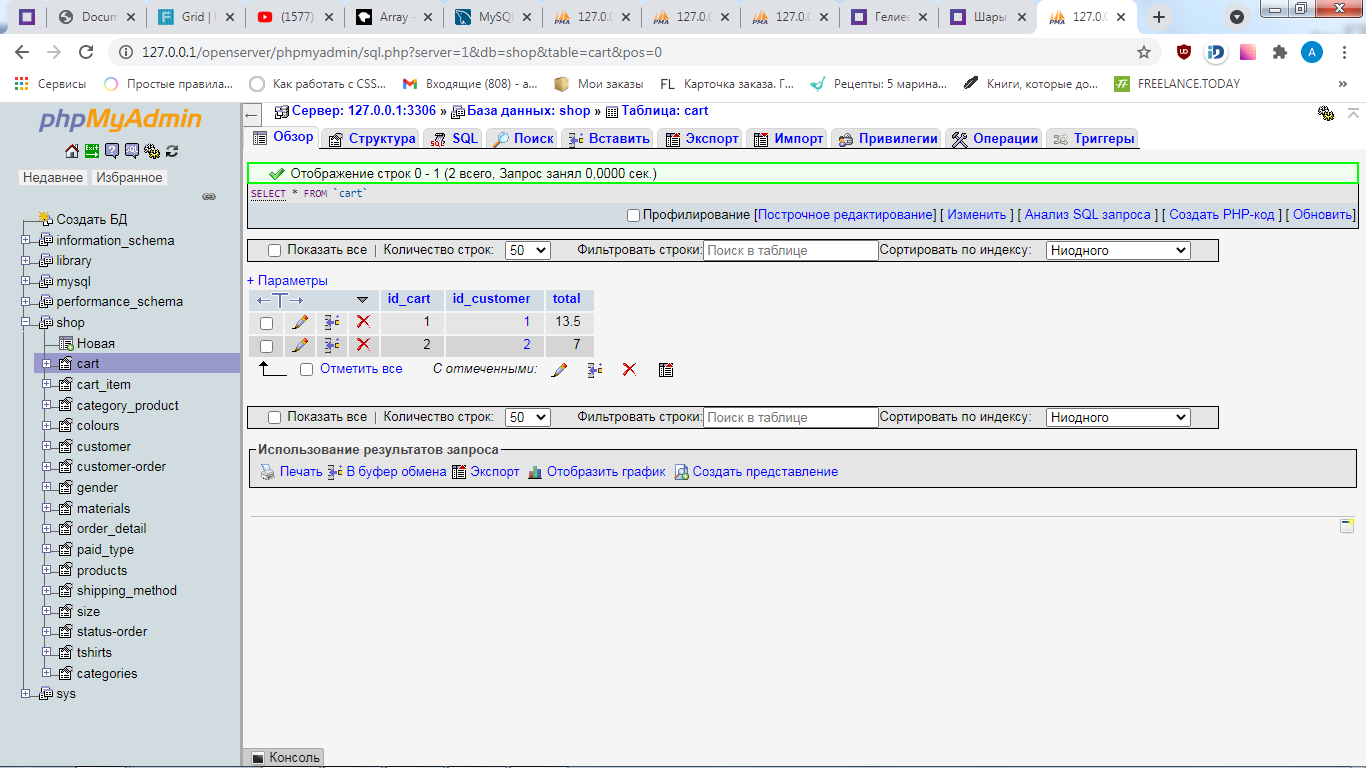 Docum
Grid | F
(1577)
Array -
MySQL
127.0.0
127.0.0
127.0.0
Гелиев
Шары
127.0.0
127.0.0.1/openserver/phpmyadmin/sql.php?server=1&db=shop&table=cart&pos=0
A
Сервисы
Простые правила...
Как работать с CSS...
Входящие (808) - a...
Мои заказы
FL Карточка заказа. Г...
Рецепты: 5 марина...
Книги, которые до...
FREELANCE.TODAY
»
phpMyAdmin
Недавнее Избранное
Создать БД
information_schema
library
mysql
performance_schema
shop
Новая
cart
cart_item
category_product
colours
customer
customer-order
gender
materials
order_detail
paid_type
products
shipping_method
size
status-order
tshirts
categories
sys
Сервер: 127.0.0.1:3306 » База данных: shop » Таблица: cart
Обзор Структура SQL Поиск Вставить Экспорт Импорт Привилегии Операции Триггеры
Отображение строк 0 - 1 (2 всего, Запрос занял 0,0000 сек.)
SELECT * FROM `cart`
Профилирование [Построчное редактирование] [ Изменить ] [ Анализ SQL запроса ] [ Создать PHP-код ] [ Обновить]
Показать все | Количество строк: 50 Фильтровать строки: Поиск в таблице Сортировать по индексу: Ниодного
+ Параметры
←T→ id_cart id_customer total
1 1 13.5
2 2 7
Отметить все С отмеченными:
Показать все | Количество строк: 50 Фильтровать строки: Поиск в таблице Сортировать по индексу: Ниодного
Использование результатов запроса
Печать В буфер обмена Экспорт Отобразить график Создать представление
Консоль